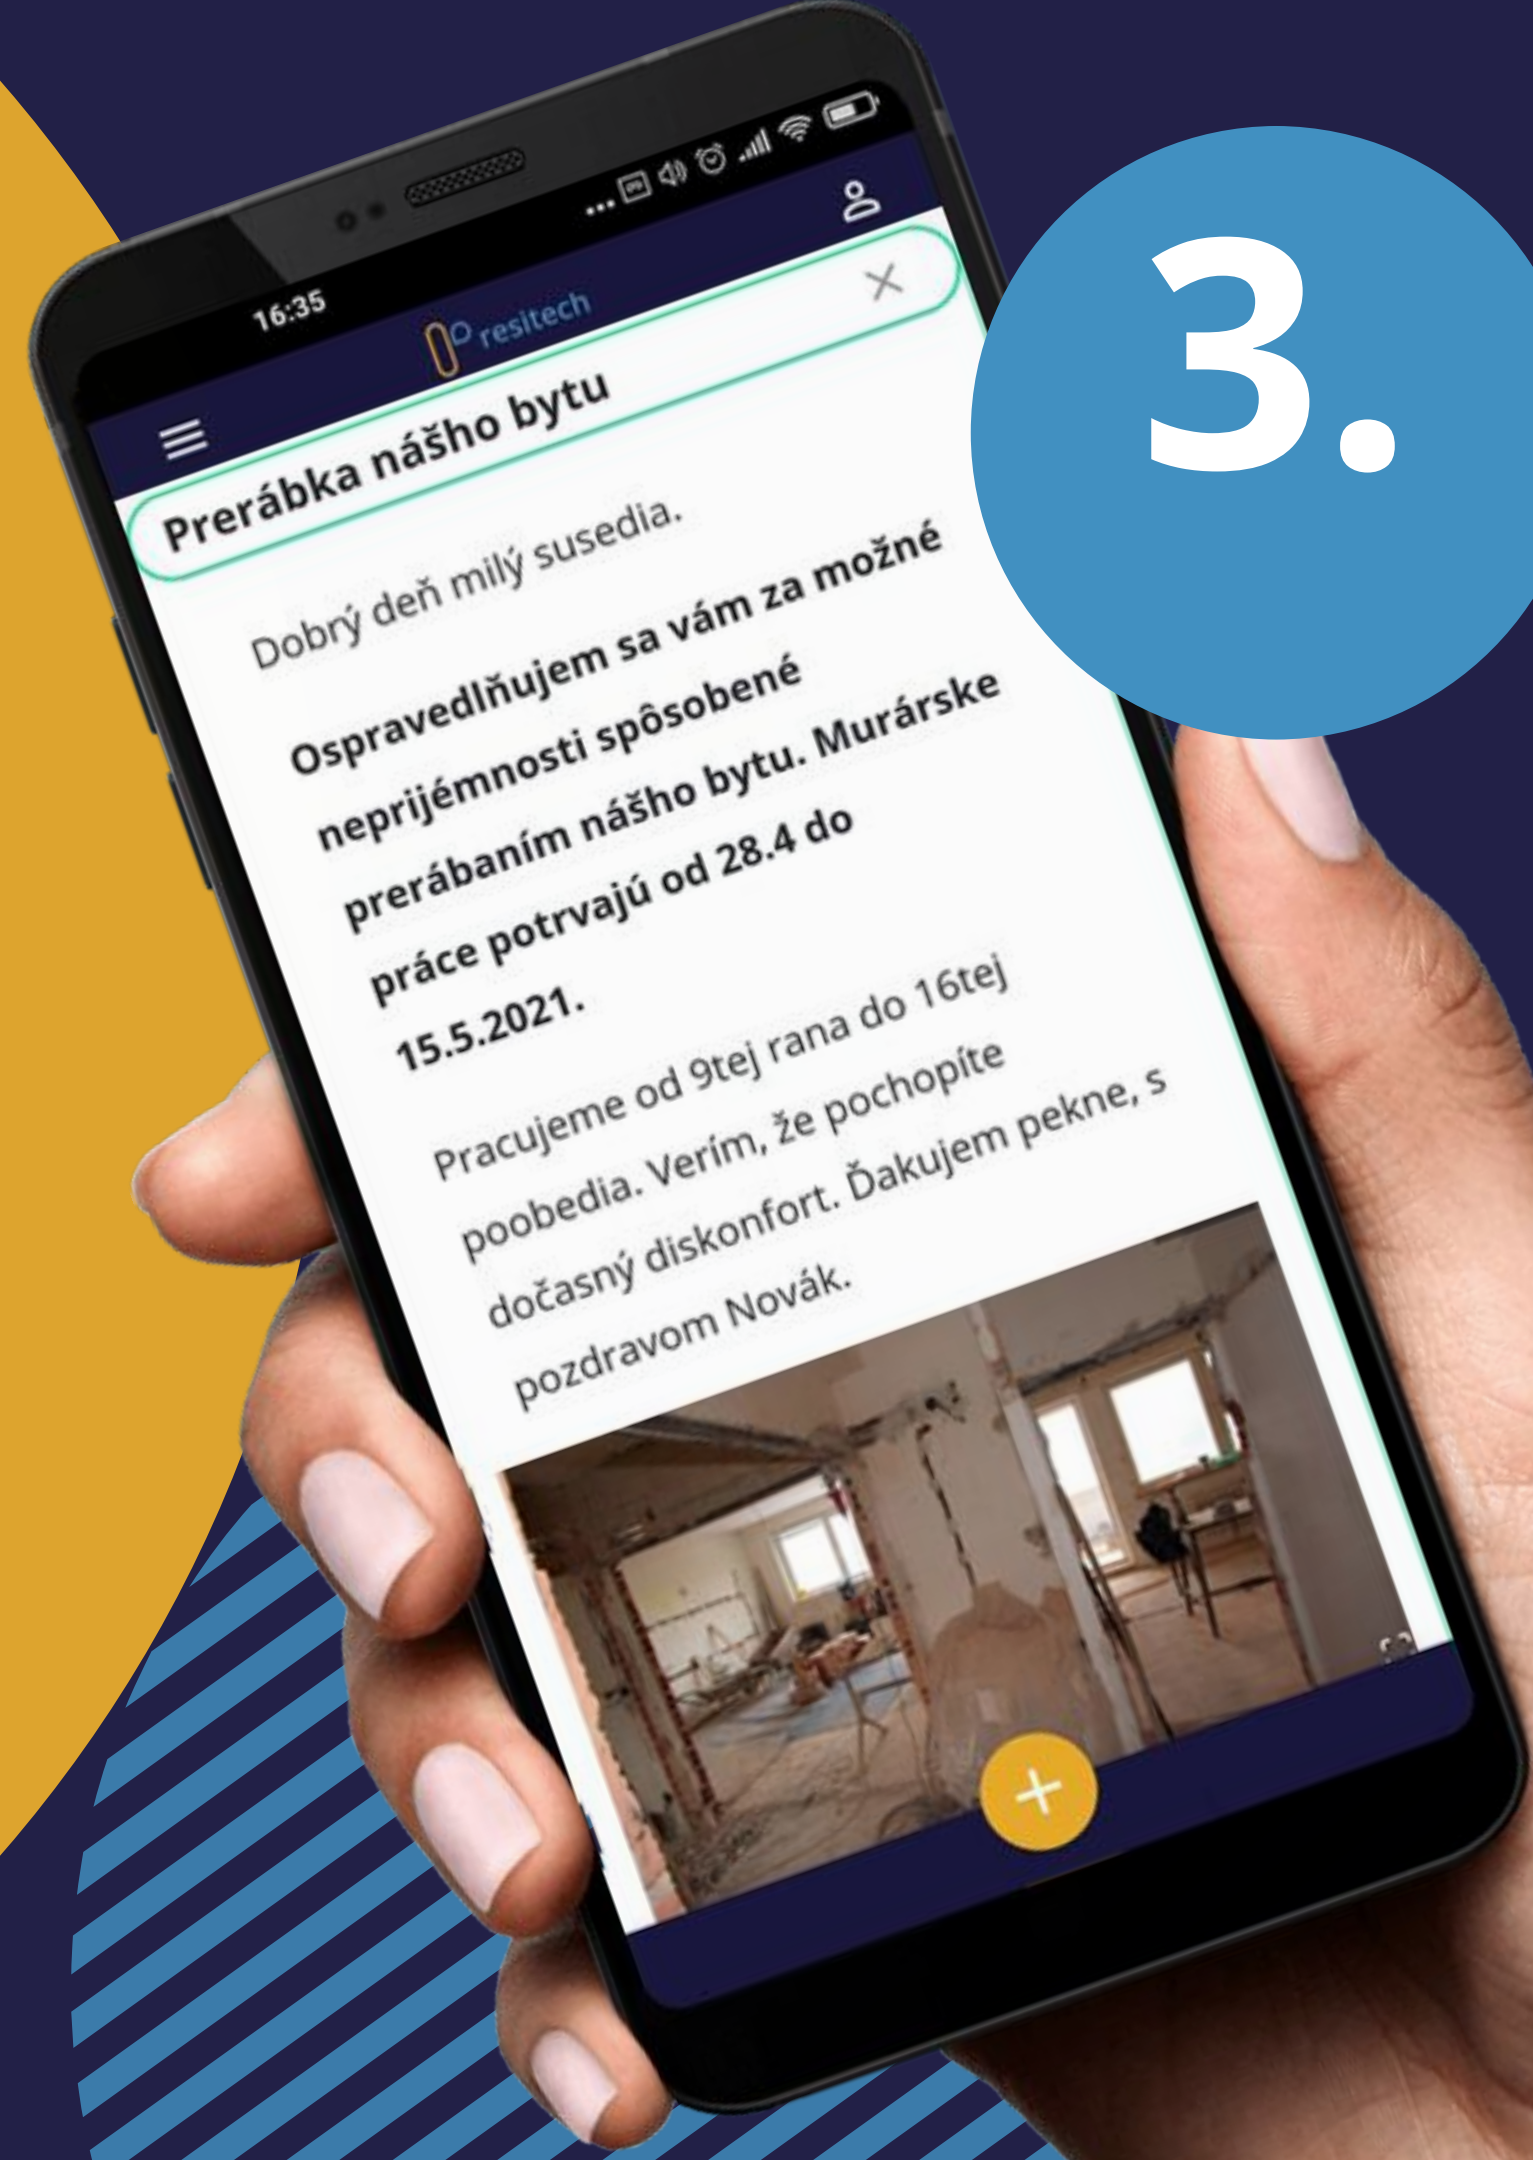 3.
16:35
resitech
Prerábka nášho bytu
Dobrý deň milý susedia.
Ospravedlňujem sa vám za možné
neprijémnosti spôsobené
prerábaním nášho bytu. Murárske
práce potrvajú od 28.4 do
15.5.2021.
Pracujeme od 9tej rana do 16tej
poobedia. Verím, že pochopíte
dočasný diskonfort. Ďakujem pekne, s
pozdravom Novák.